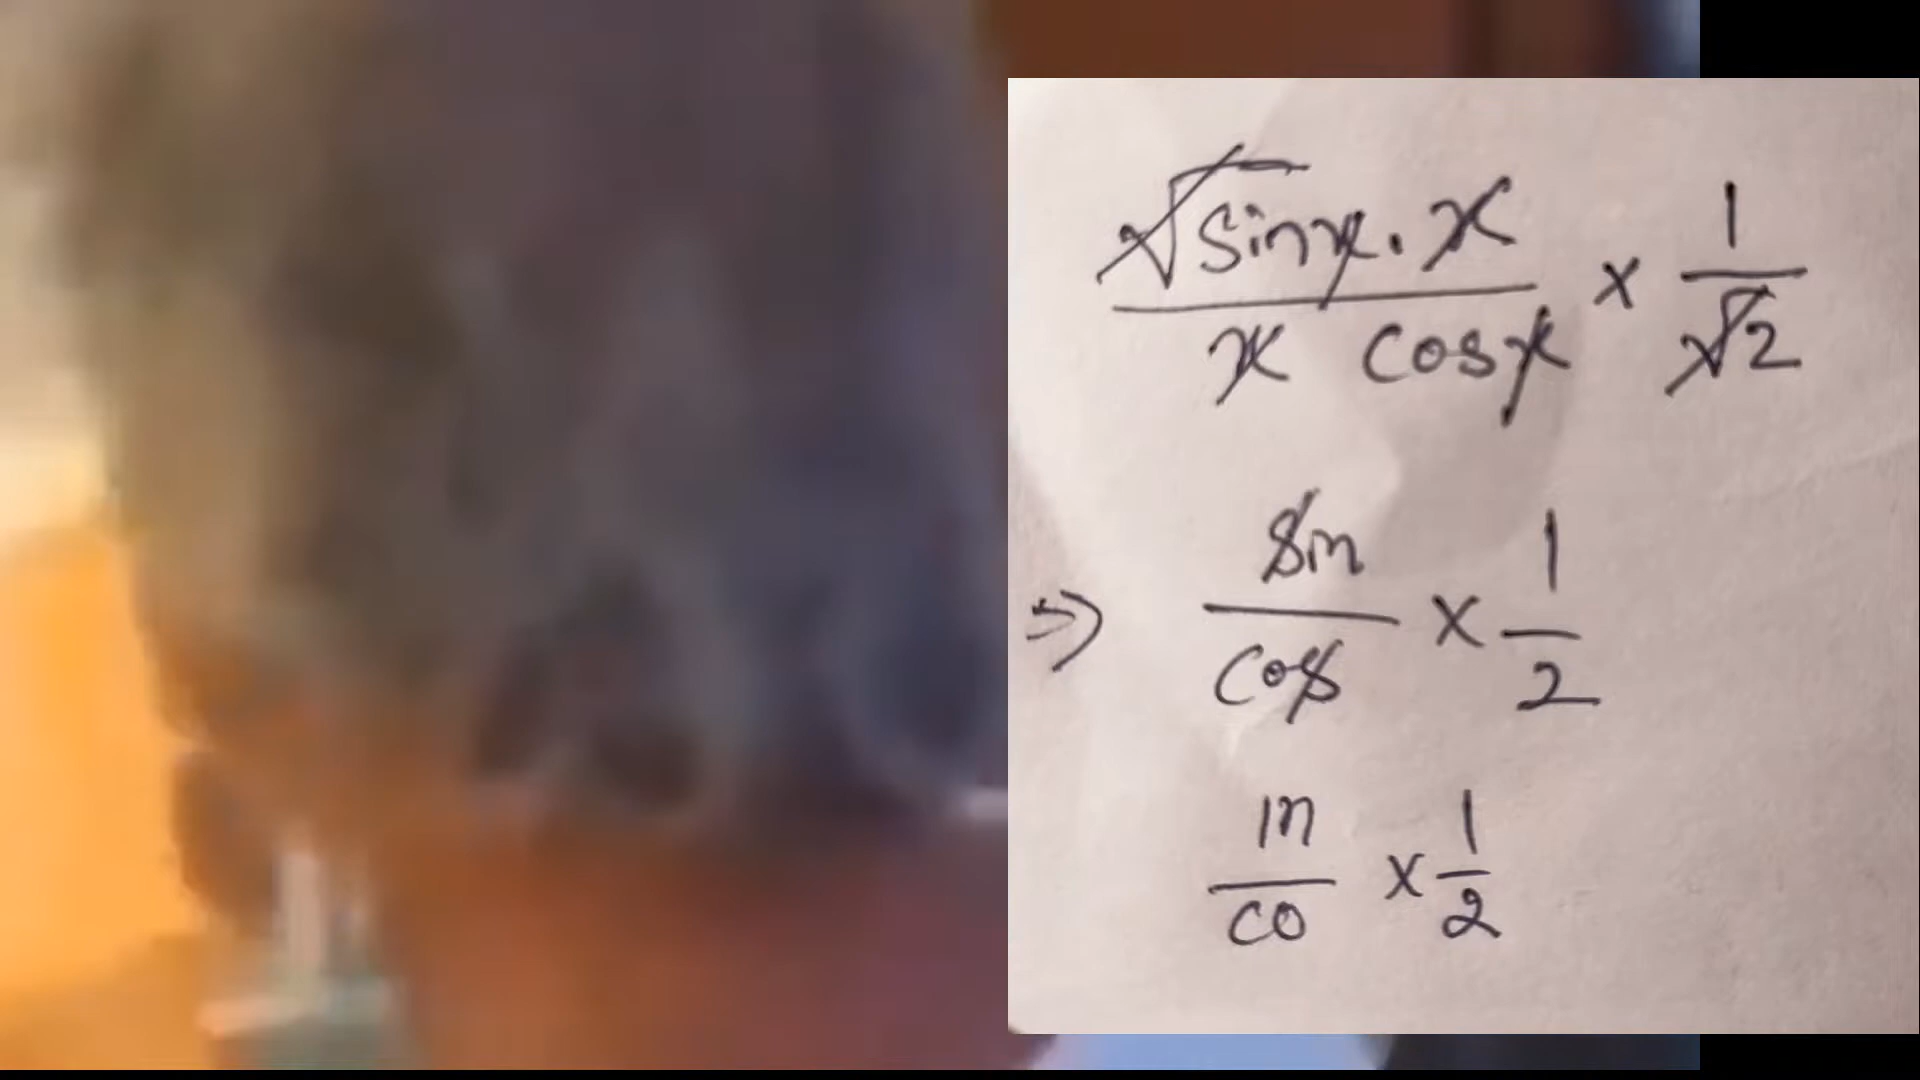 √sinx . x / x cosx × 1/√2
⇒ sin/cos × 1/2
in/co × 1/2